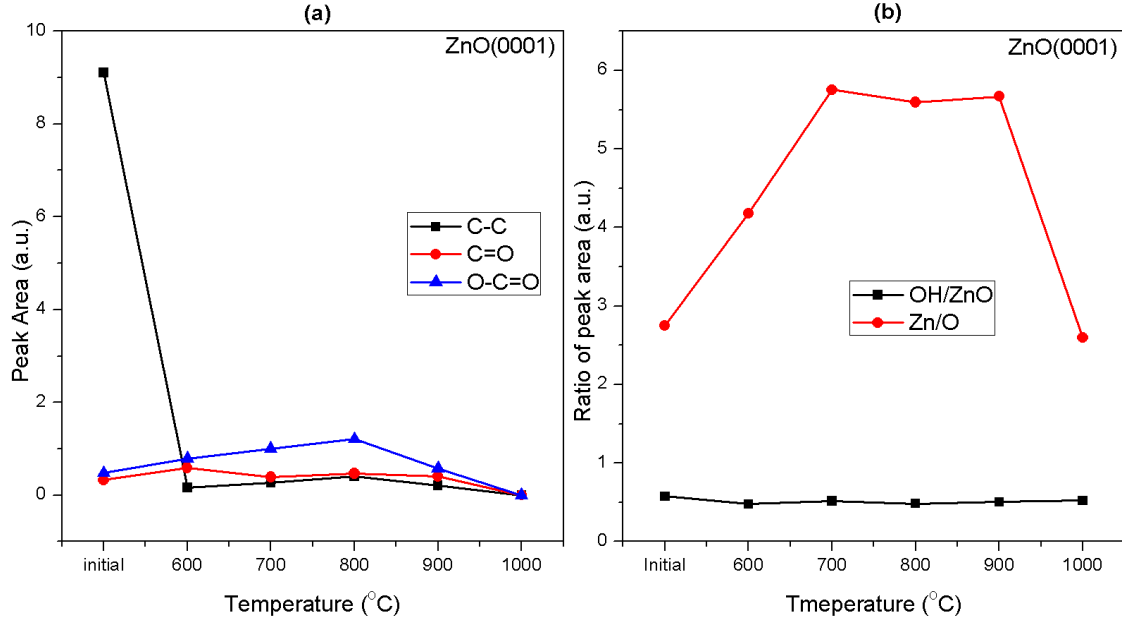 (a)
ZnO(0001)
10
8
6
4
2
0
Peak Area (a.u.)
C-C
C=O
O-C=O
initial 600 700 800 900 1000
Temperature (°C)
(b)
ZnO(0001)
6
5
4
3
2
1
0
Ratio of peak area (a.u.)
OH/ZnO
Zn/O
Initial 600 700 800 900 1000
Tmeperature (°C)